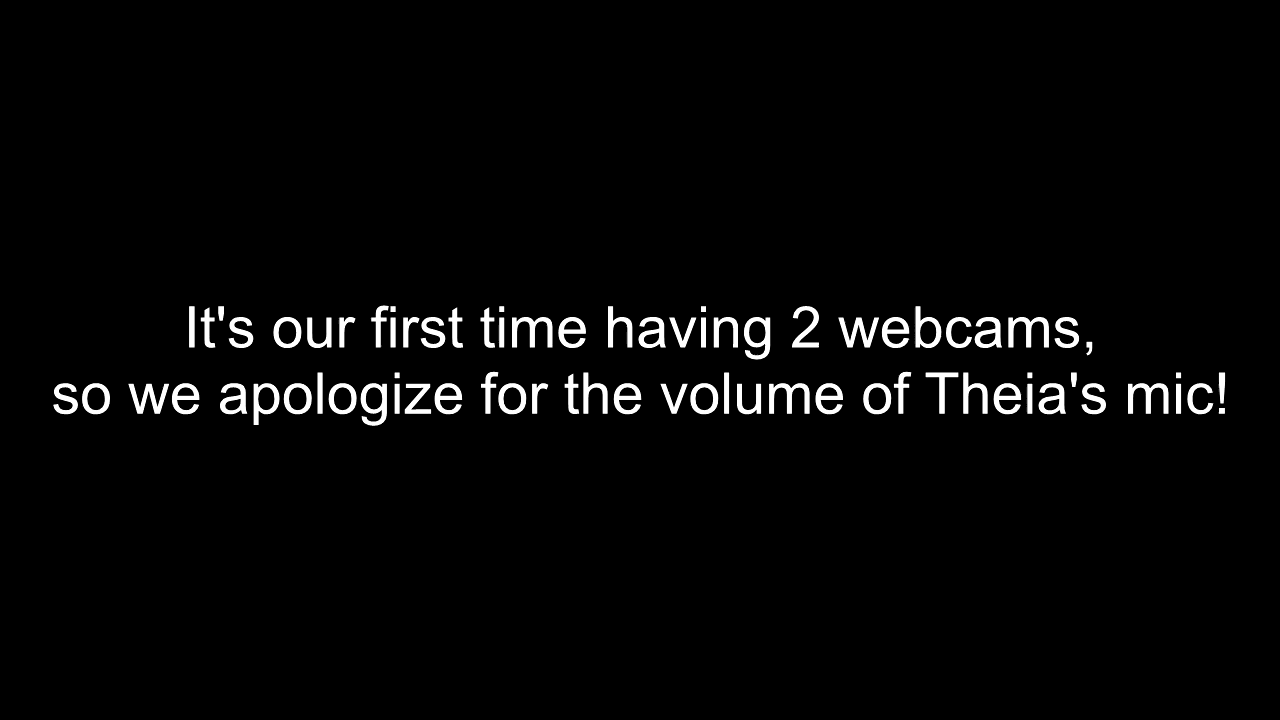 It's our first time having 2 webcams,
so we apologize for the volume of Theia's mic!